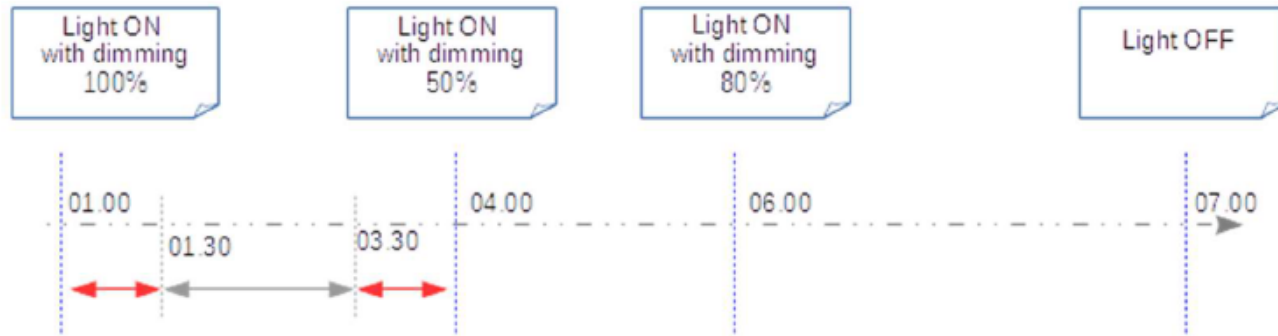 Light ON
with dimming
100%
Light ON
with dimming
50%
Light ON
with dimming
80%
Light OFF
01.00
04.00
06.00
07.00
01.30
03.30